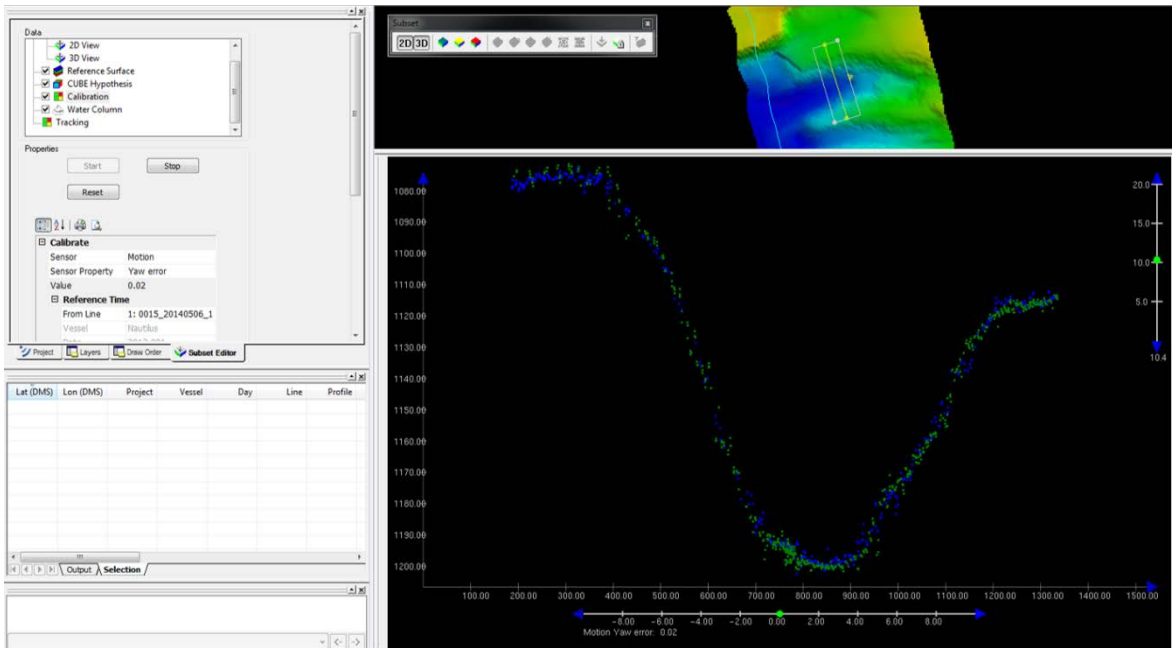 Data
2D View
3D View
Reference Surface
CUBE Hypothesis
Calibration
Water Column
Tracking
Properties
Start Stop
Reset
Calibrate
Sensor Motion
Sensor Property Yaw error
Value 0.02
Reference Time
From Line 1: 0015_20140506_1
Vessel Nautilus
Project Layers Draw Order Subset Editor
Lat (DMS) Lon (DMS) Project Vessel Day Line Profile
Output Selection
Subset
2D 3D
1080.00
1090.00
1100.00
1110.00
1120.00
1130.00
1140.00
1150.00
1160.00
1170.00
1180.00
1190.00
1200.00
20.0
15.0
10.0
5.0
10.4
100.00 200.00 300.00 400.00 500.00 600.00 700.00 800.00 900.00 1000.00 1100.00 1200.00 1300.00 1400.00 1500.00
-8.00 -6.00 -4.00 -2.00 0.00 2.00 4.00 6.00 8.00
Motion Yaw error: 0.02